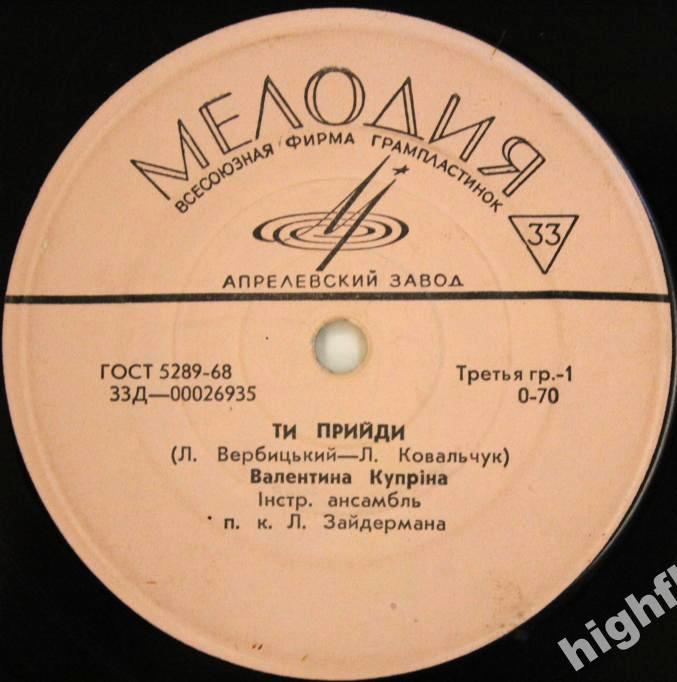 МЕЛОДИЯ
ВСЕСОЮЗНАЯ ФИРМА ГРАМПЛАСТИНОК
33
АПРЕЛЕВСКИЙ ЗАВОД
ГОСТ 5289-68
33Д—00026935
Третья гр.-1
0-70
ТИ ПРИЙДИ
(Л. Вербицький—Л. Ковальчук)
Валентина Купріна
Інстр. ансамбль
п. к. Л. Зайдермана